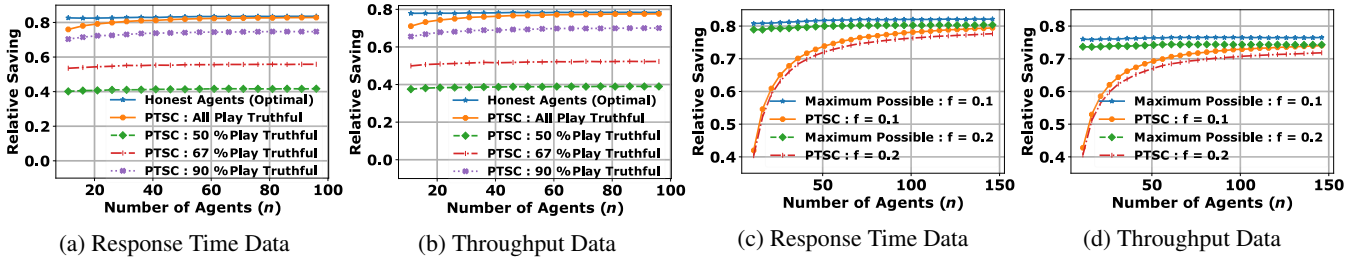 Relative Saving
0.8
0.6
0.4
0.2
0.0
Honest Agents (Optimal)
PTSC : All Play Truthful
PTSC : 50 %Play Truthful
PTSC : 67 %Play Truthful
PTSC : 90 %Play Truthful
20 40 60 80 100
Number of Agents (n)
(a) Response Time Data
Relative Saving
0.8
0.6
0.4
0.2
0.0
Honest Agents (Optimal)
PTSC : All Play Truthful
PTSC : 50 %Play Truthful
PTSC : 67 %Play Truthful
PTSC : 90 %Play Truthful
20 40 60 80 100
Number of Agents (n)
(b) Throughput Data
Relative Saving
0.8
0.7
0.6
0.5
0.4
Maximum Possible : f = 0.1
PTSC : f = 0.1
Maximum Possible : f = 0.2
PTSC : f = 0.2
50 100 150
Number of Agents (n)
(c) Response Time Data
Relative Saving
0.8
0.7
0.6
0.5
0.4
Maximum Possible : f = 0.1
PTSC : f = 0.1
Maximum Possible : f = 0.2
PTSC : f = 0.2
50 100 150
Number of Agents (n)
(d) Throughput Data